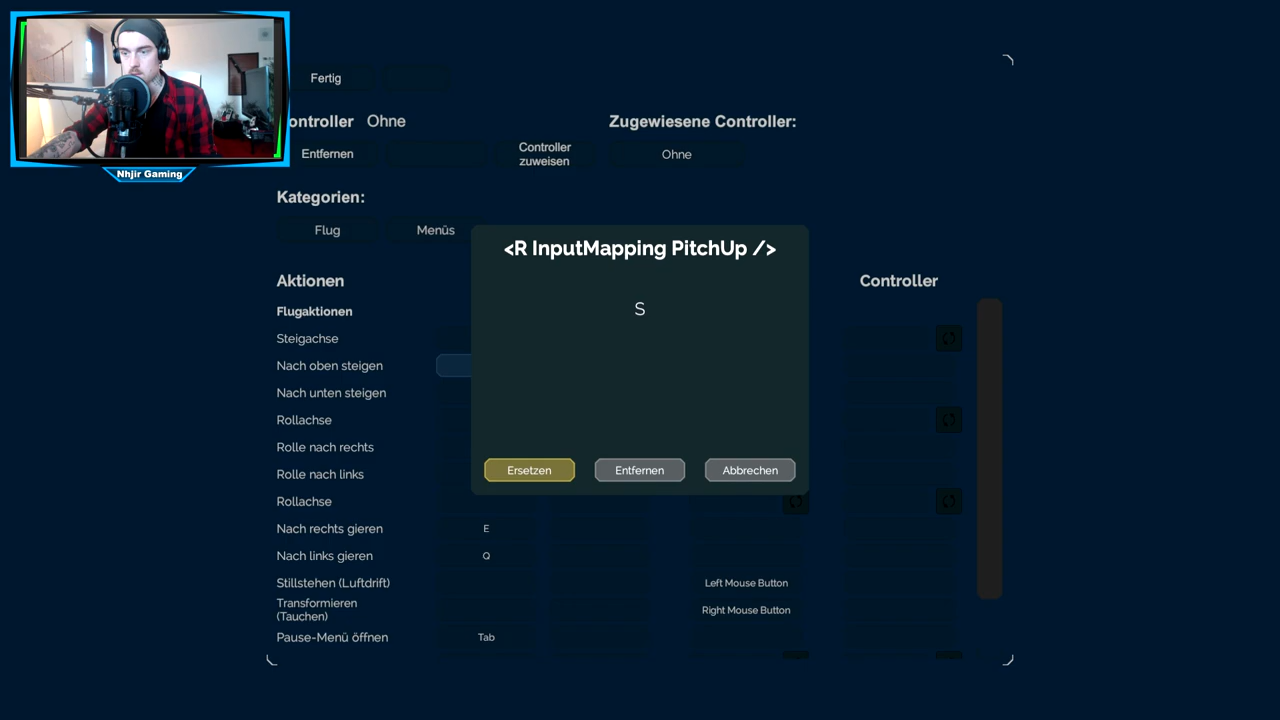 Nhjir Gaming
Fertig
ontroller Ohne
Zugewiesene Controller:
Entfernen
Controller
zuweisen
Ohne
Kategorien:
Flug
Menüs
<R InputMapping PitchUp />
S
Ersetzen
Entfernen
Abbrechen
Aktionen
Controller
Flugaktionen
Steigachse
Nach oben steigen
Nach unten steigen
Rollachse
Rolle nach rechts
Rolle nach links
Rollachse
Nach rechts gieren E
Nach links gieren Q
Stillstehen (Luftdrift) Left Mouse Button
Transformieren
(Tauchen) Right Mouse Button
Pause-Menü öffnen Tab